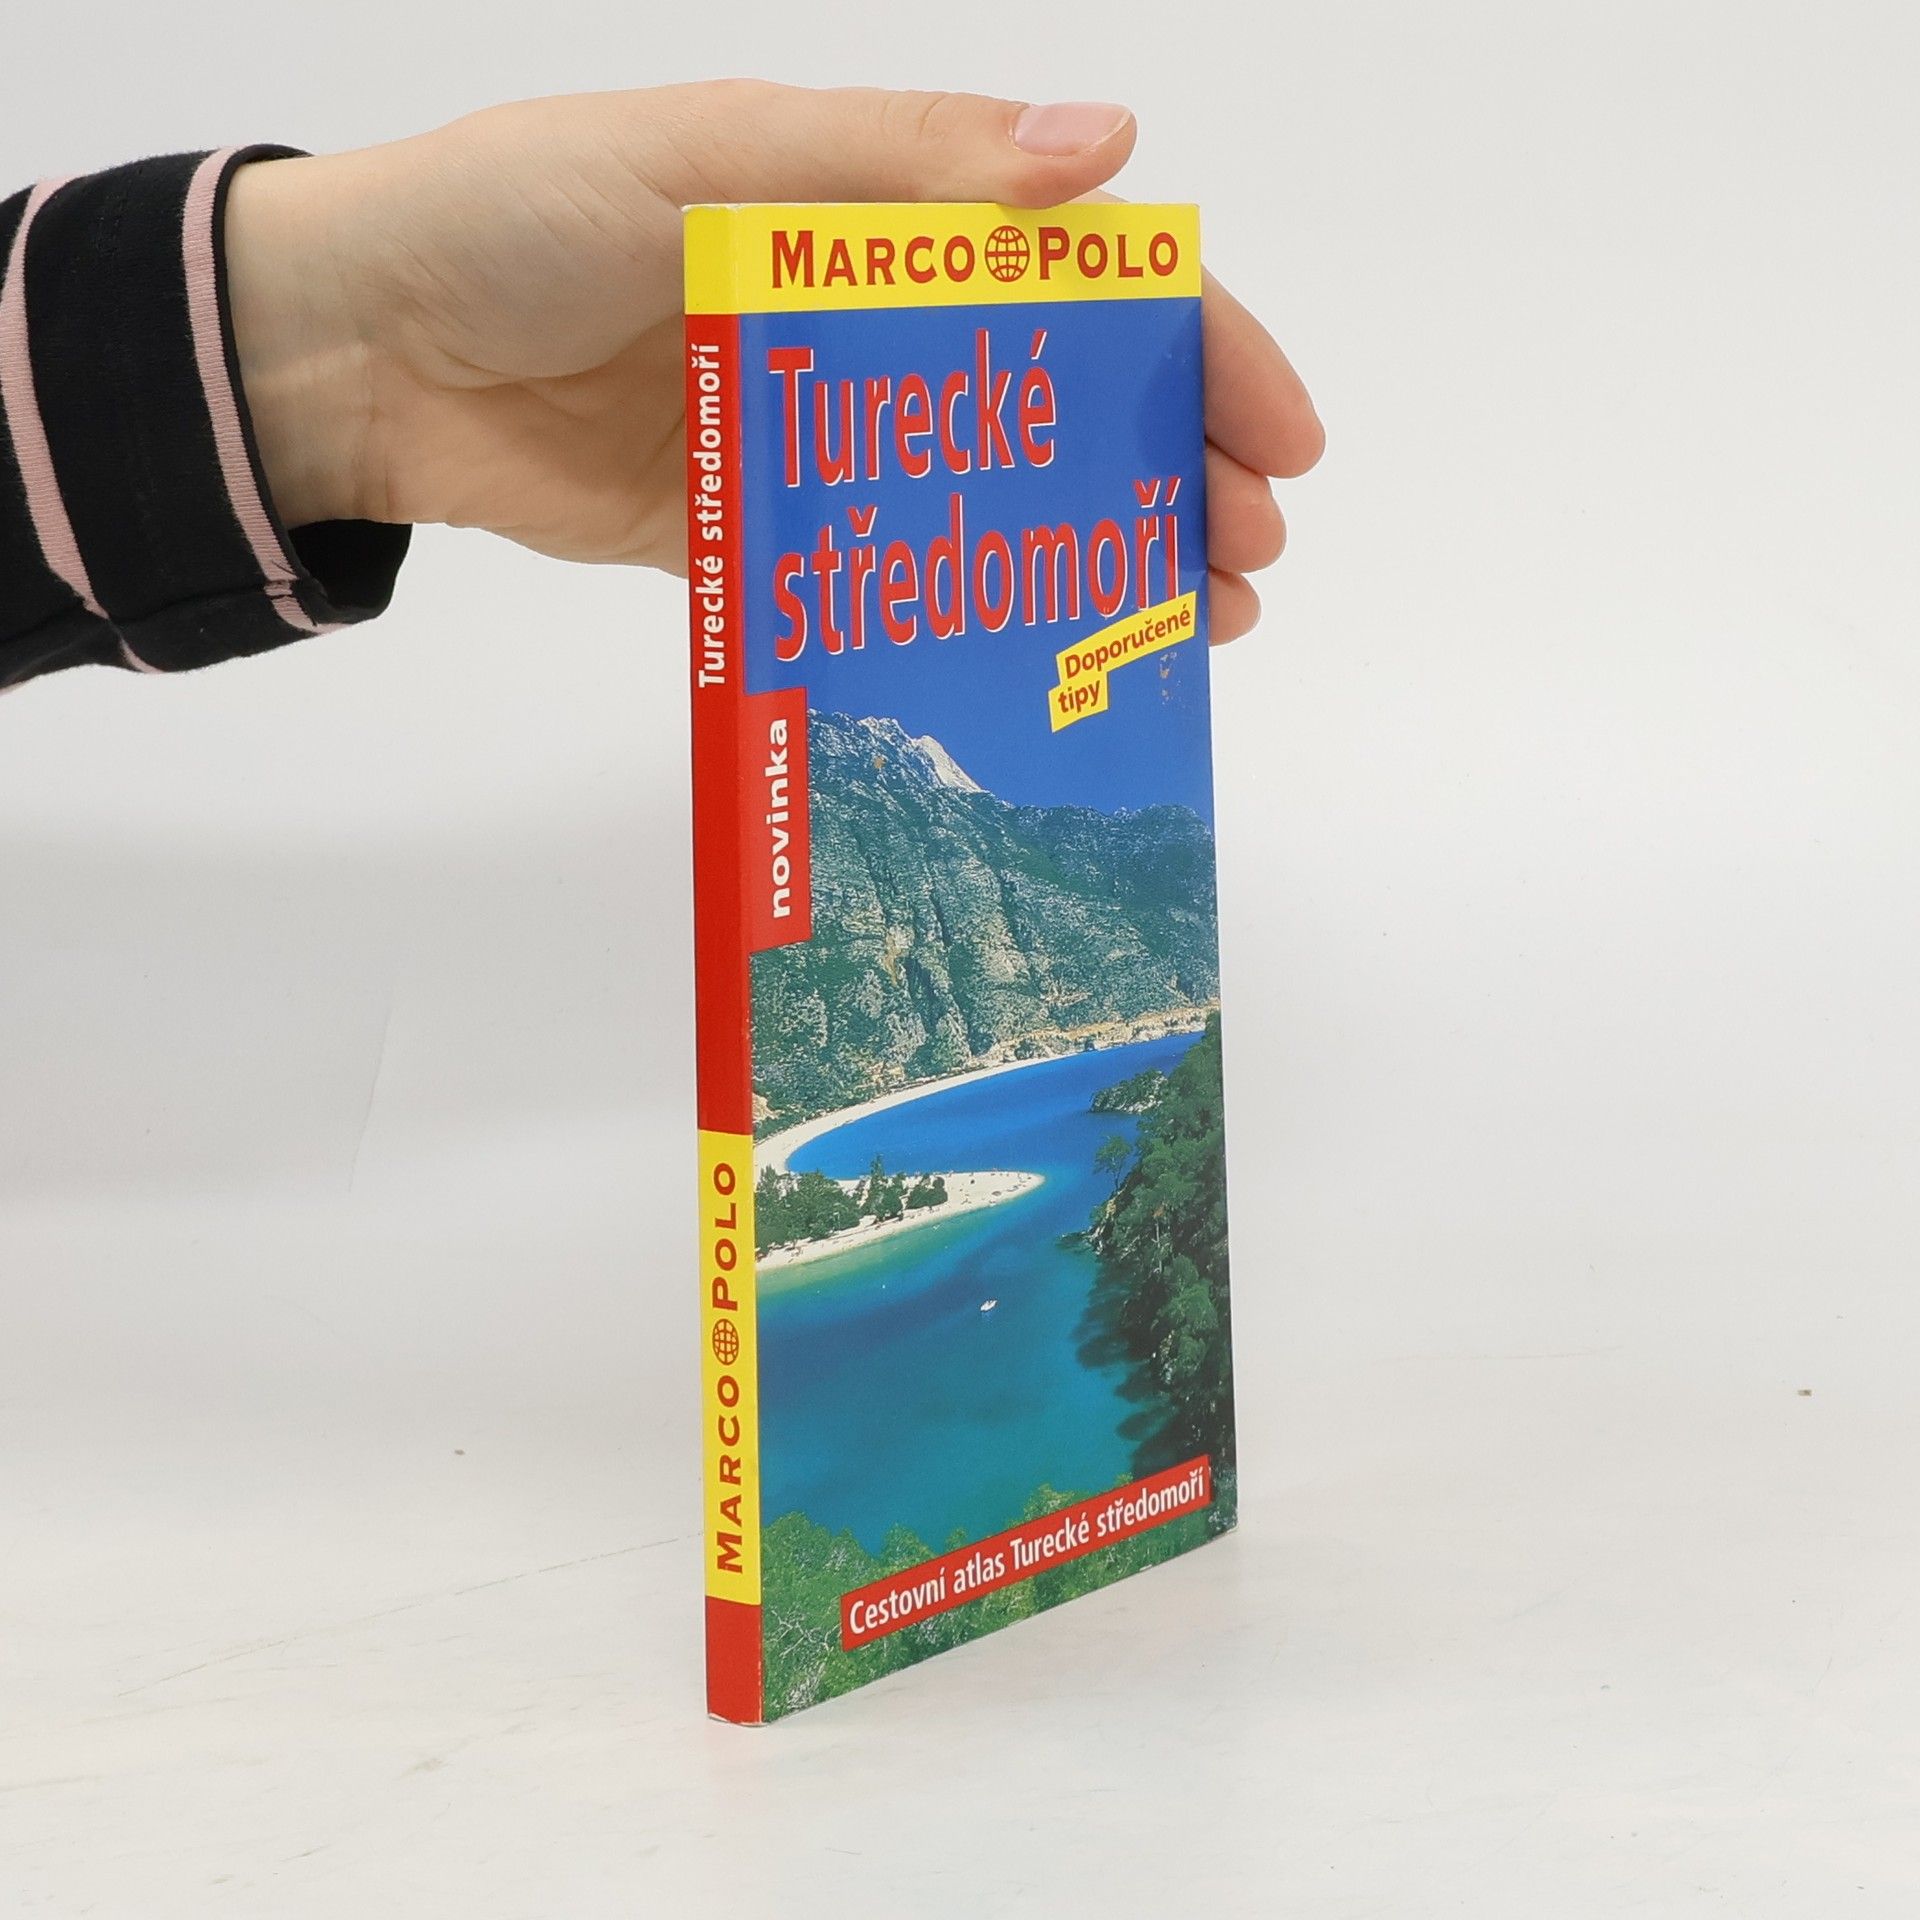 MARCO POLO
Turecké
středomoří
Doporučené
tipy
novinka
Cestovní atlas Turecké středomoří
Turecké středomoří
MARCO POLO